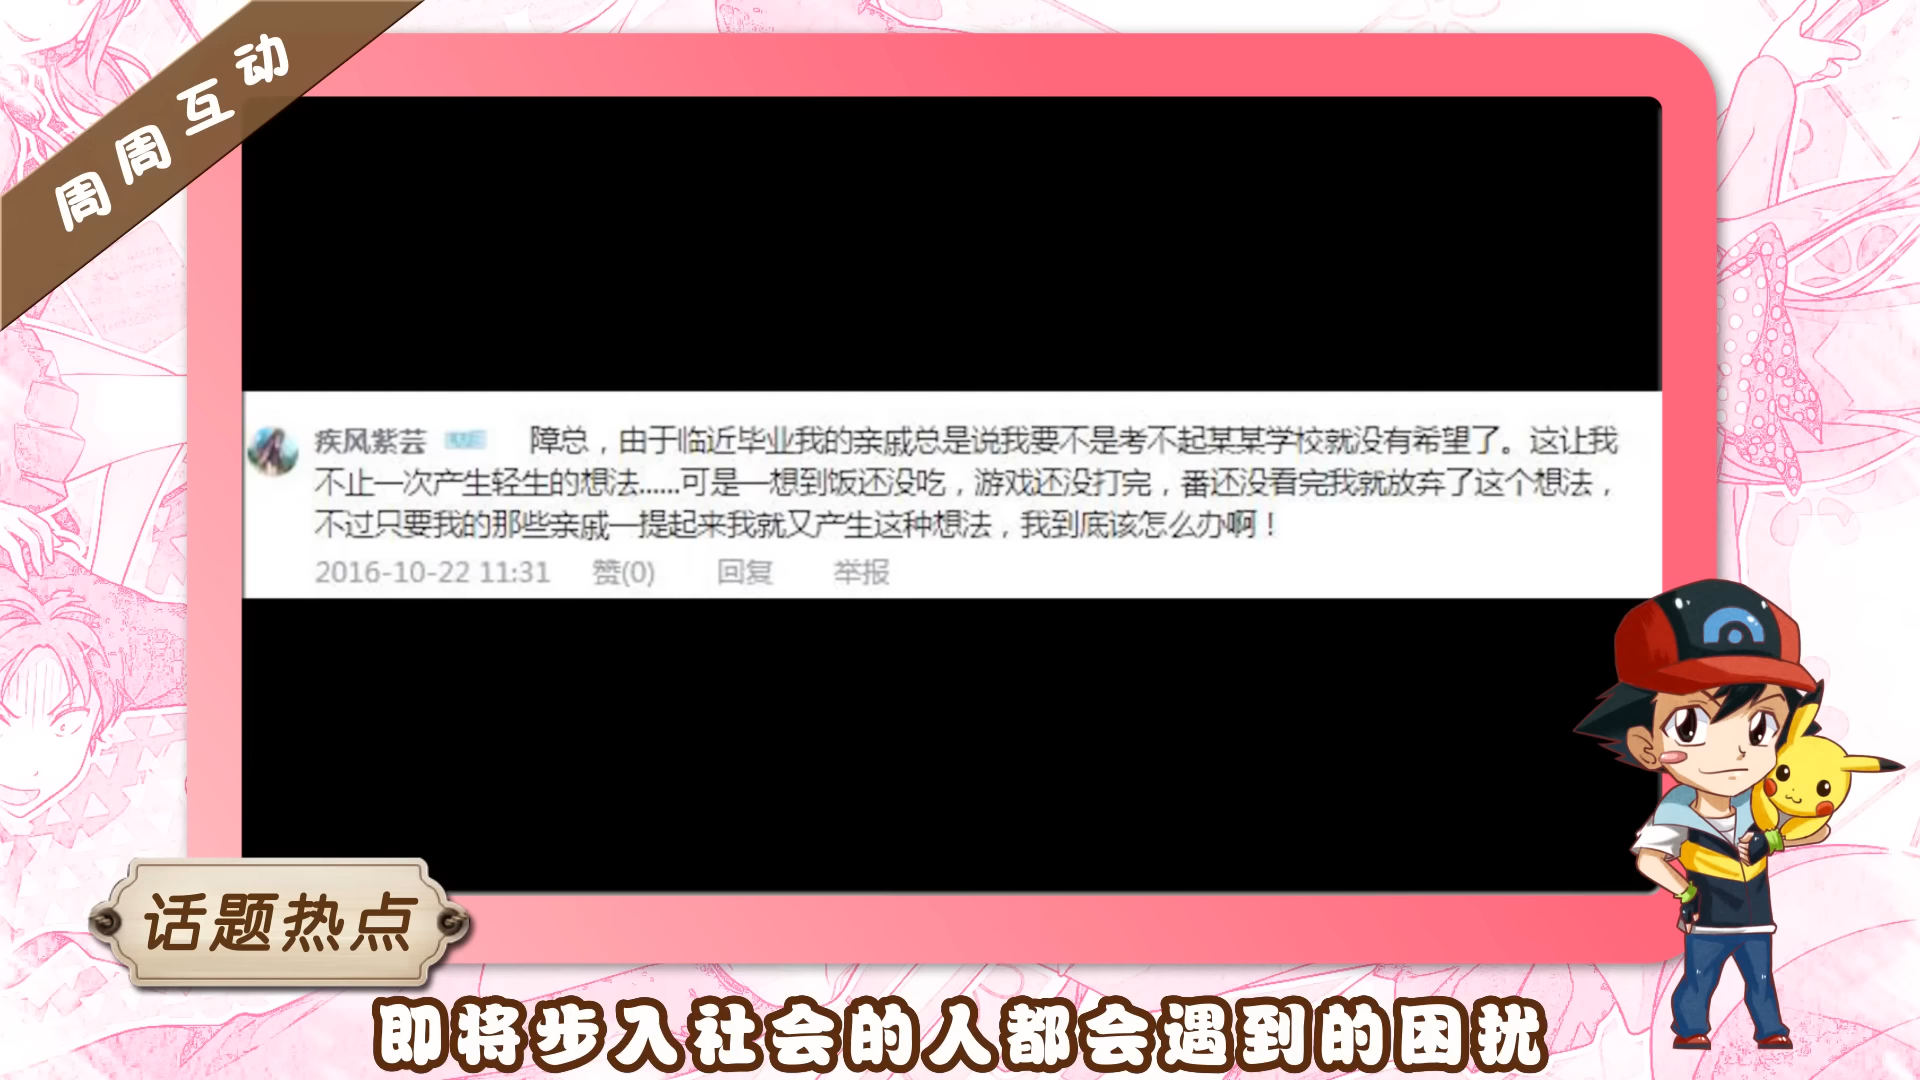 周周互动
疾风紫芸 障总，由于临近毕业我的亲戚总是说我要不是考不起某某学校就没有希望了。这让我
不止一次产生轻生的想法......可是一想到饭还没吃，游戏还没打完，番还没看完我就放弃了这个想法，
不过只要我的那些亲戚一提起来我就又产生这种想法，我到底该怎么办啊！
2016-10-22 11:31 赞(0) 回复 举报
话题热点
即将步入社会的人都会遇到的困扰